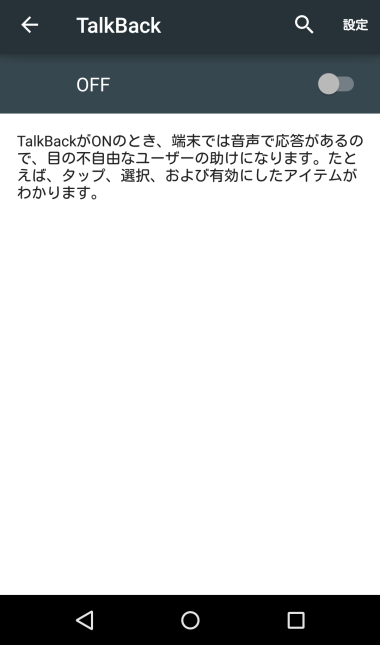 TalkBack 設定
OFF
TalkBackがONのとき、端末では音声で応答があるの
で、目の不自由なユーザーの助けになります。たと
えば、タップ、選択、および有効にしたアイテムが
わかります。